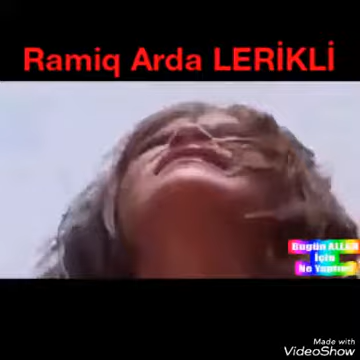 Ramiq Arda LERİKLİ
Bugün ALLAH
İçin
Ne Yaptın?
Made with
VideoShow